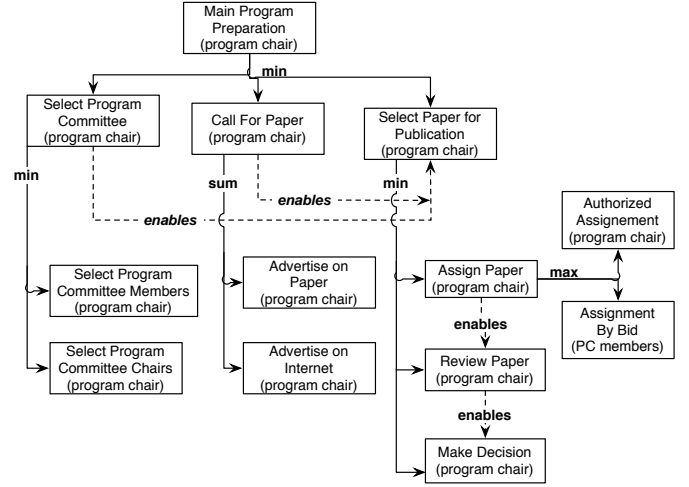 Main Program
Preparation
(program chair)
min
Select Program
Committee
(program chair)
Call For Paper
(program chair)
Select Paper for
Publication
(program chair)
min
sum
min
enables
enables
Authorized
Assignement
(program chair)
Select Program
Committee Members
(program chair)
Advertise on
Paper
(program chair)
Assign Paper
(program chair)
max
Assignment
By Bid
(PC members)
enables
Select Program
Committee Chairs
(program chair)
Advertise on
Internet
(program chair)
Review Paper
(program chair)
enables
Make Decision
(program chair)